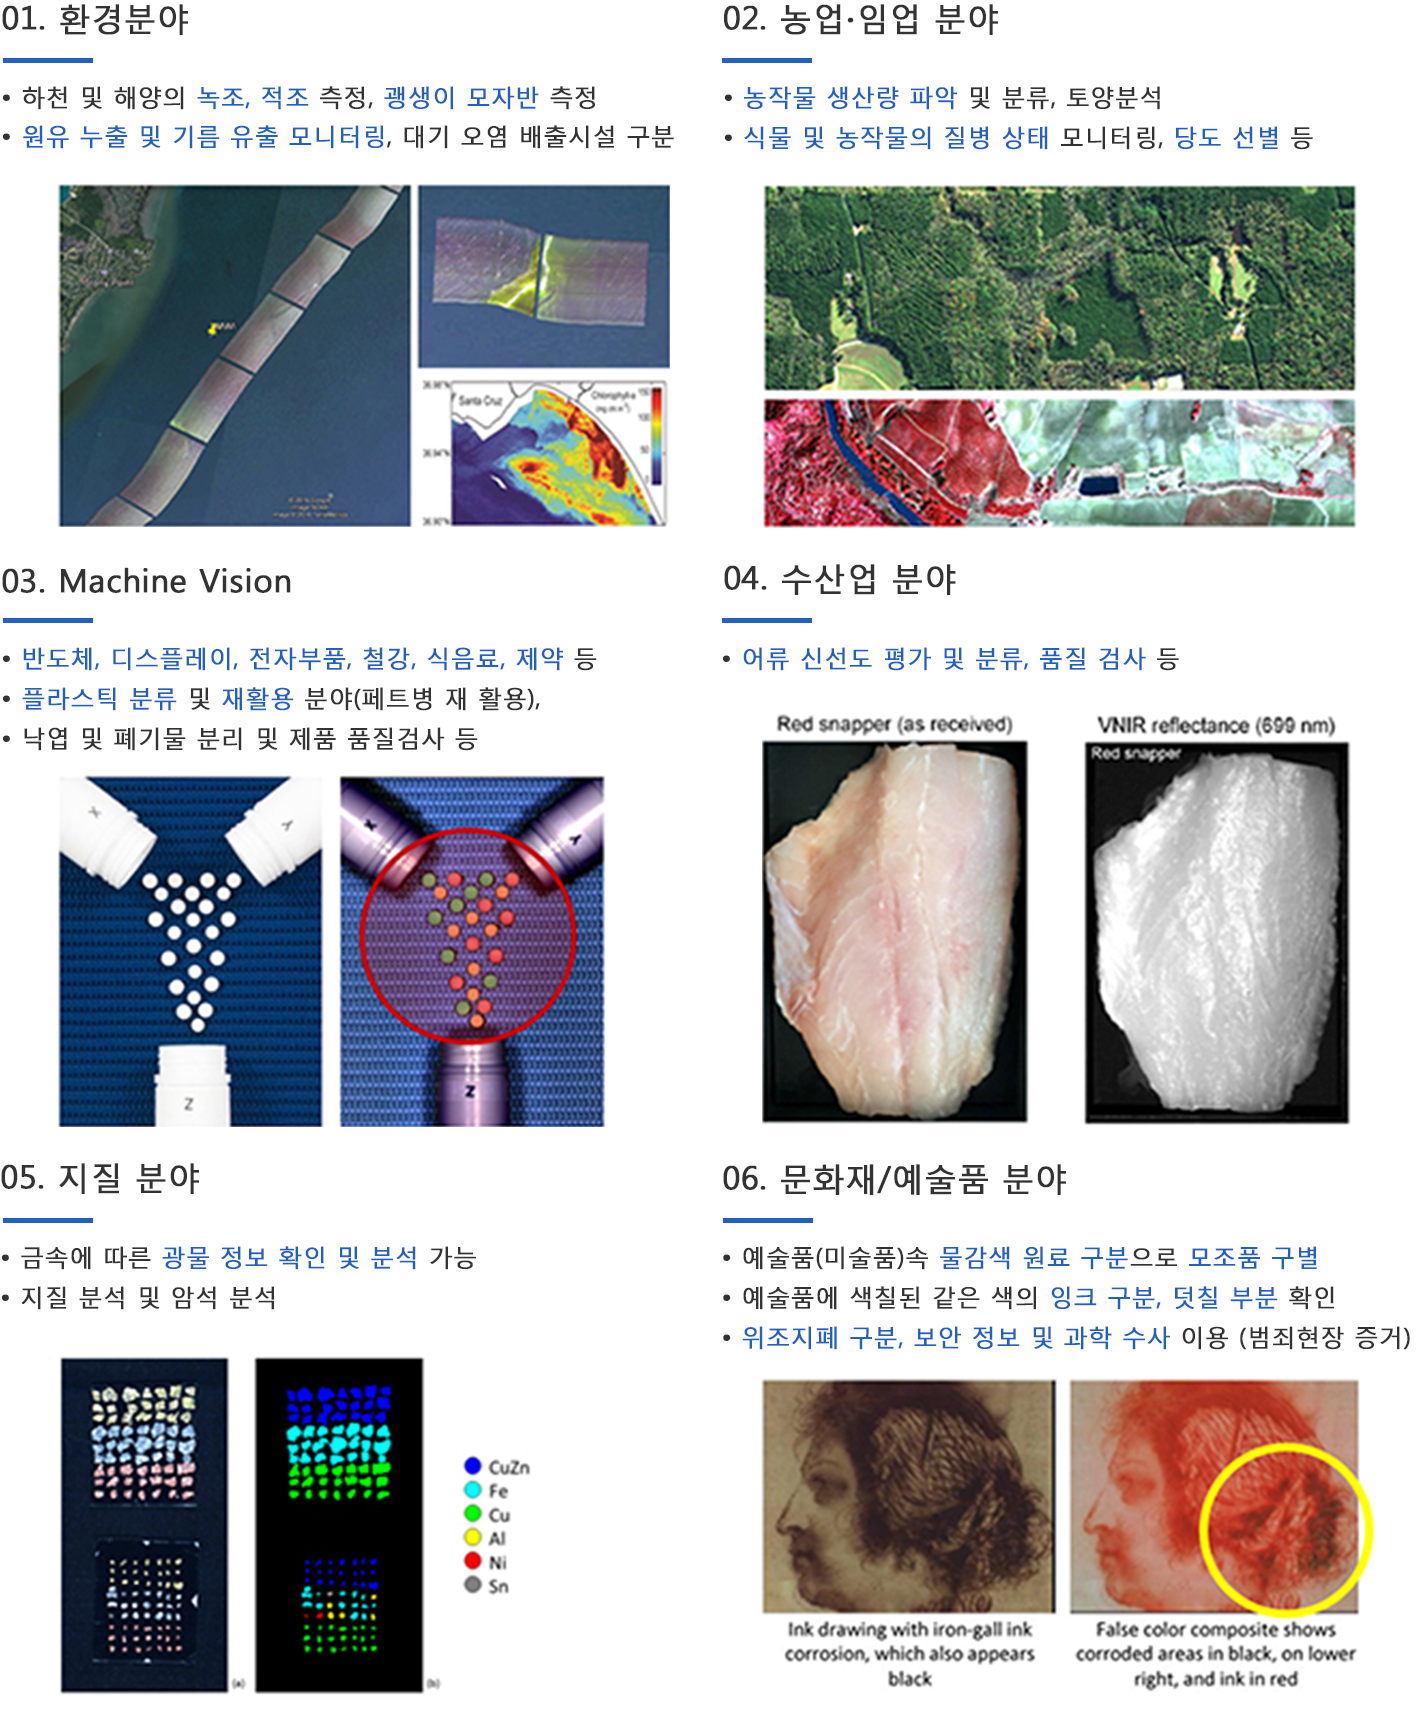 01. 환경분야
• 하천 및 해양의 녹조, 적조 측정, 괭생이 모자반 측정
• 원유 누출 및 기름 유출 모니터링, 대기 오염 배출시설 구분
Santa Cruz
Chlorophyll-a
02. 농업·임업 분야
• 농작물 생산량 파악 및 분류, 토양분석
• 식물 및 농작물의 질병 상태 모니터링, 당도 선별 등
03. Machine Vision
• 반도체, 디스플레이, 전자부품, 철강, 식음료, 제약 등
• 플라스틱 분류 및 재활용 분야(페트병 재 활용),
• 낙엽 및 폐기물 분리 및 제품 품질검사 등
X
Y
Z
X
Y
Z
04. 수산업 분야
• 어류 신선도 평가 및 분류, 품질 검사 등
Red snapper (as received)
VNIR reflectance (699 nm)
Red snapper
05. 지질 분야
• 금속에 따른 광물 정보 확인 및 분석 가능
• 지질 분석 및 암석 분석
CuZn
Fe
Cu
Al
Ni
Sn
(a)
(b)
06. 문화재/예술품 분야
• 예술품(미술품)속 물감색 원료 구분으로 모조품 구별
• 예술품에 색칠된 같은 색의 잉크 구분, 덧칠 부분 확인
• 위조지폐 구분, 보안 정보 및 과학 수사 이용 (범죄현장 증거)
Ink drawing with iron-gall ink
corrosion, which also appears
black
False color composite shows
corroded areas in black, on lower
right, and ink in red